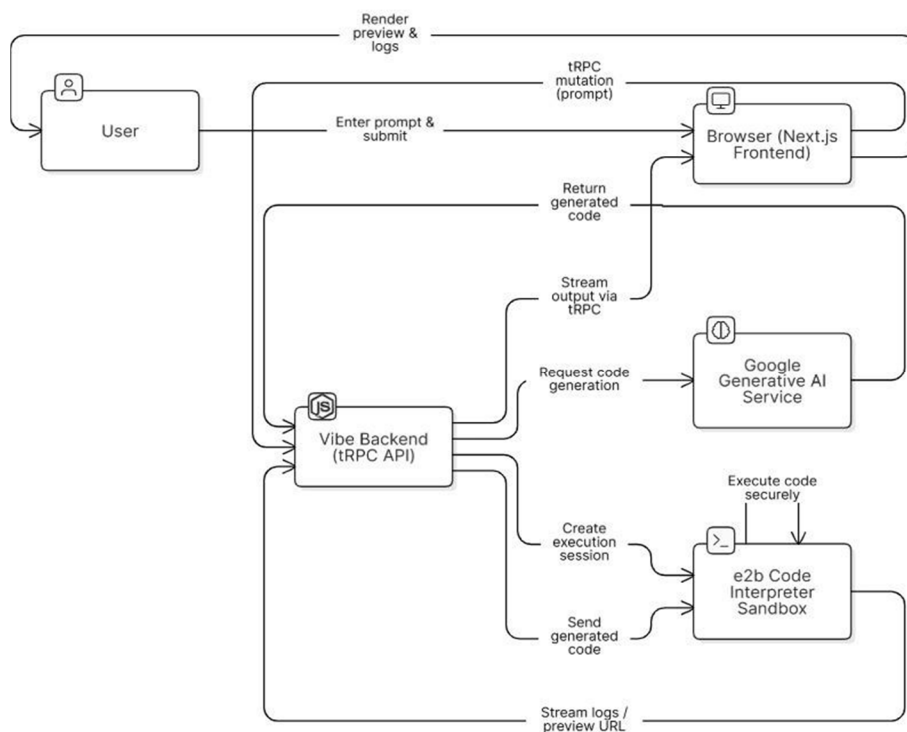 Render
preview &
logs
tRPC
mutation
(prompt)
User
Enter prompt &
submit
Browser (Next.js
Frontend)
Return
generated
code
Stream
output via
tRPC
Request code
generation
Google
Generative AI
Service
JS
Vibe Backend
(tRPC API)
Execute code
securely
Create
execution
session
>_
e2b Code
Interpreter
Sandbox
Send
generated
code
Stream logs /
preview URL